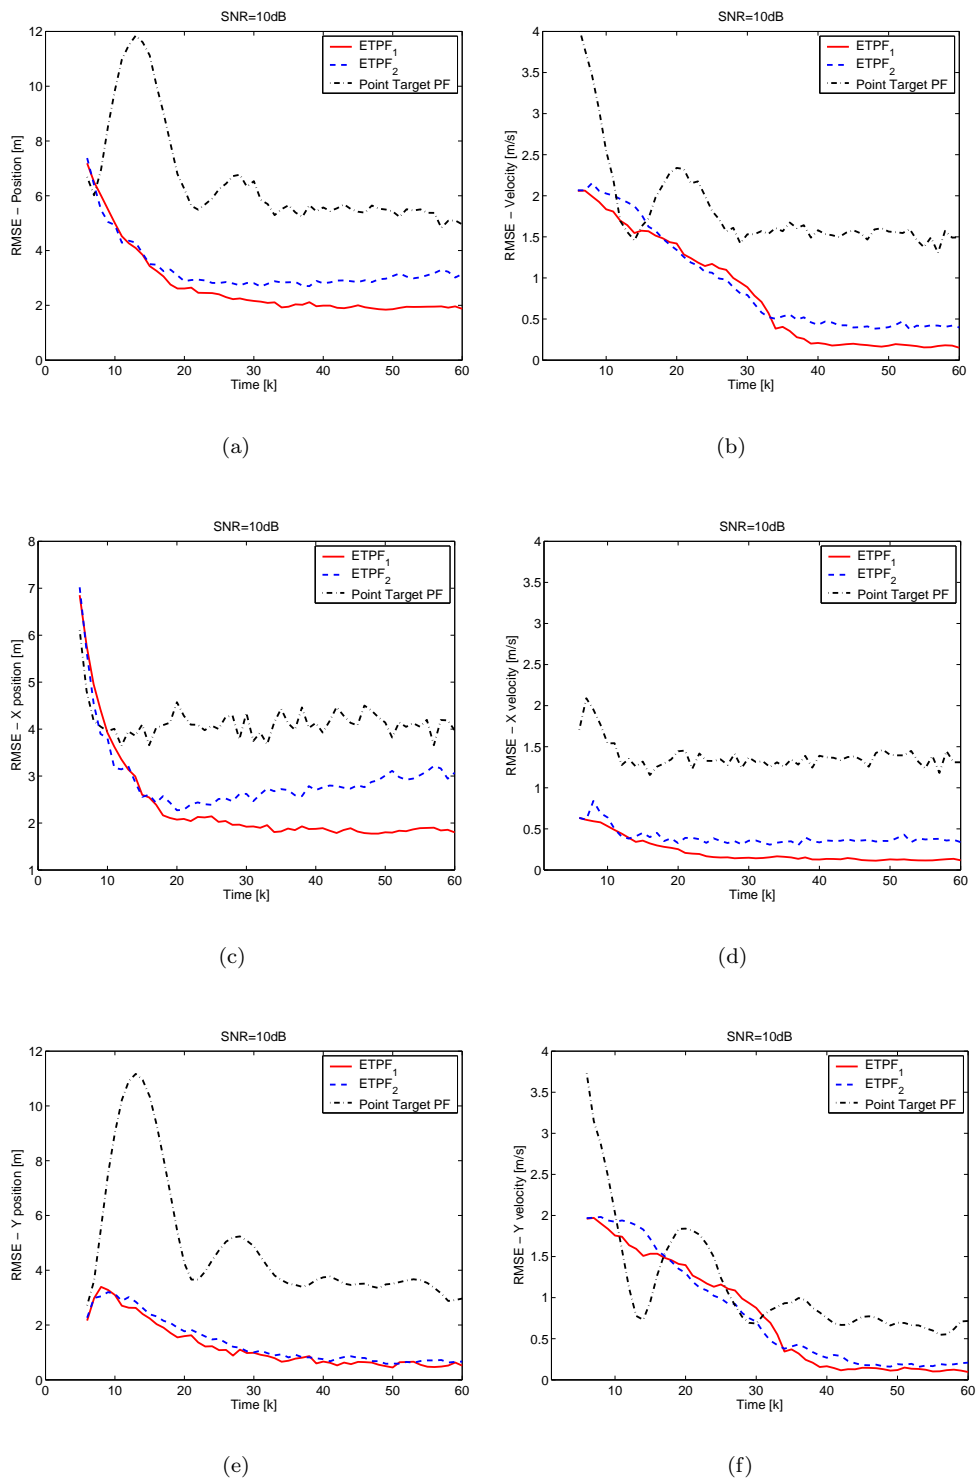 SNR=10dB
12
10
8
6
4
2
0
RMSE – Position [m]
ETPF1
ETPF2
Point Target PF
0 10 20 30 40 50 60
Time [k]
(a)
SNR=10dB
4
3.5
3
2.5
2
1.5
1
0.5
0
RMSE – Velocity [m/s]
ETPF1
ETPF2
Point Target PF
10 20 30 40 50 60
Time [k]
(b)
SNR=10dB
8
7
6
5
4
3
2
1
RMSE – X position [m]
ETPF1
ETPF2
Point Target PF
0 10 20 30 40 50 60
Time [k]
(c)
SNR=10dB
4
3.5
3
2.5
2
1.5
1
0.5
0
RMSE – X velocity [m/s]
ETPF1
ETPF2
Point Target PF
10 20 30 40 50 60
Time [k]
(d)
SNR=10dB
12
10
8
6
4
2
0
RMSE – Y position [m]
ETPF1
ETPF2
Point Target PF
0 10 20 30 40 50 60
Time [k]
(e)
SNR=10dB
4
3.5
3
2.5
2
1.5
1
0.5
0
RMSE – Y velocity [m/s]
ETPF1
ETPF2
Point Target PF
10 20 30 40 50 60
Time [k]
(f)